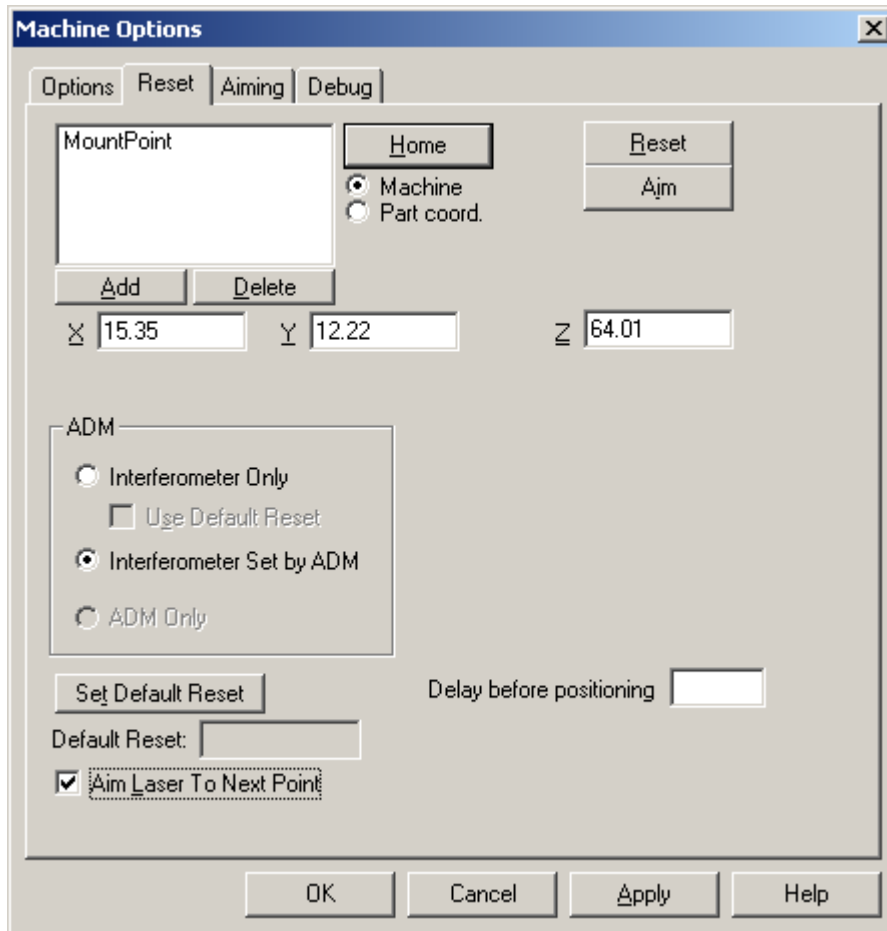 Machine Options
Options Reset Aiming Debug
MountPoint
Home
Reset
Machine
Aim
Part coord.
Add Delete
X 15.35 Y 12.22 Z 64.01
ADM
Interferometer Only
Use Default Reset
Interferometer Set by ADM
ADM Only
Set Default Reset
Delay before positioning
Default Reset:
Aim Laser To Next Point
OK Cancel Apply Help